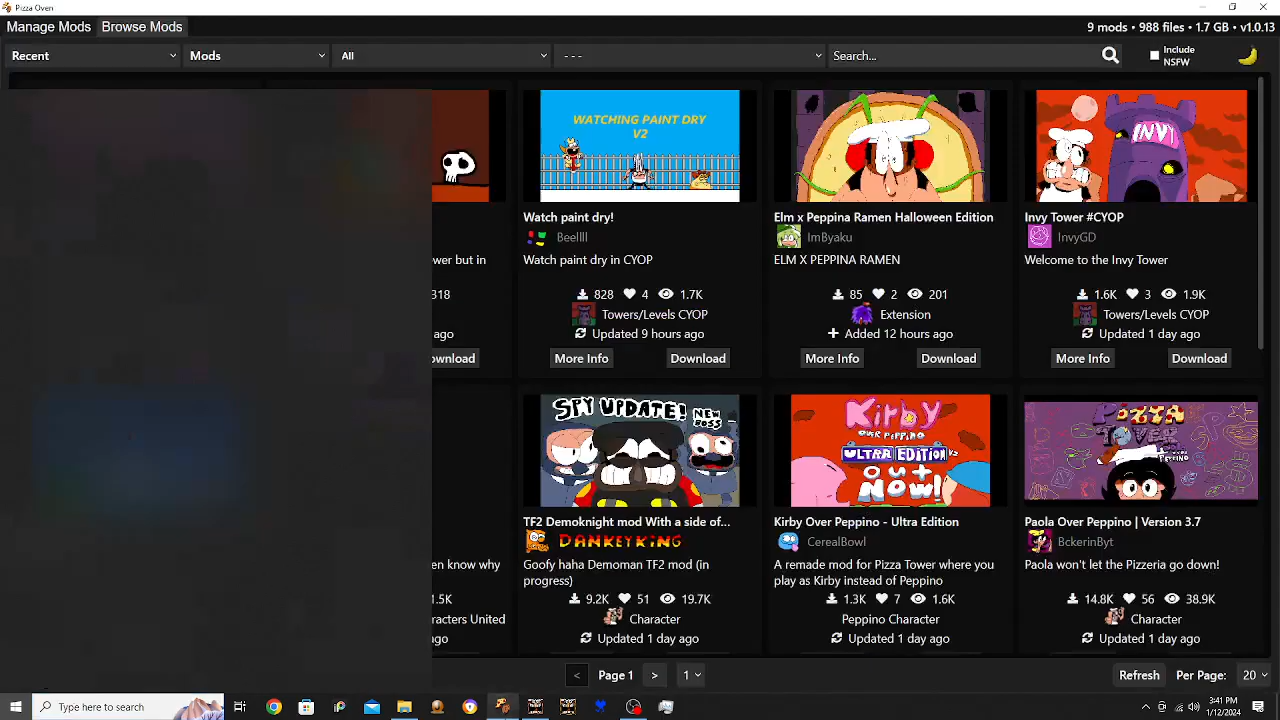 Pizza Oven
Manage Mods Browse Mods 9 mods • 988 files • 1.7 GB • v1.0.13
Recent Mods All --- Search... Include NSFW
WATCHING PAINT DRY
V2
INVY
Watch paint dry! Elm x Peppina Ramen Halloween Edition Invy Tower #CYOP
Beellll ImByaku InvyGD
wer but in Watch paint dry in CYOP ELM X PEPPINA RAMEN Welcome to the Invy Tower
318 828 4 1.7K 85 2 201 1.6K 3 1.9K
Towers/Levels CYOP Extension Towers/Levels CYOP
ago Updated 9 hours ago Added 12 hours ago Updated 1 day ago
ownload More Info Download More Info Download More Info Download
SPY UPDATE! NEW BOSS
KiRBY
OVER PEPPINO
ULTRA EDITION V2
OUT NOW!
PIZZA
TOWER
TF2 Demoknight mod With a side of... Kirby Over Peppino - Ultra Edition Paola Over Peppino | Version 3.7
DANKEYKING CerealBowl BckerinByt
en know why Goofy haha Demoman TF2 mod (in progress) A remade mod for Pizza Tower where you play as Kirby instead of Peppino Paola won't let the Pizzeria go down!
1.5K 9.2K 51 19.7K 1.3K 7 1.6K 14.8K 56 38.9K
racters United Character Peppino Character Character
ago Updated 1 day ago Updated 1 day ago Updated 1 day ago
< Page 1 > 1 Refresh Per Page: 20
Type here to search 3:41 PM
1/12/2024